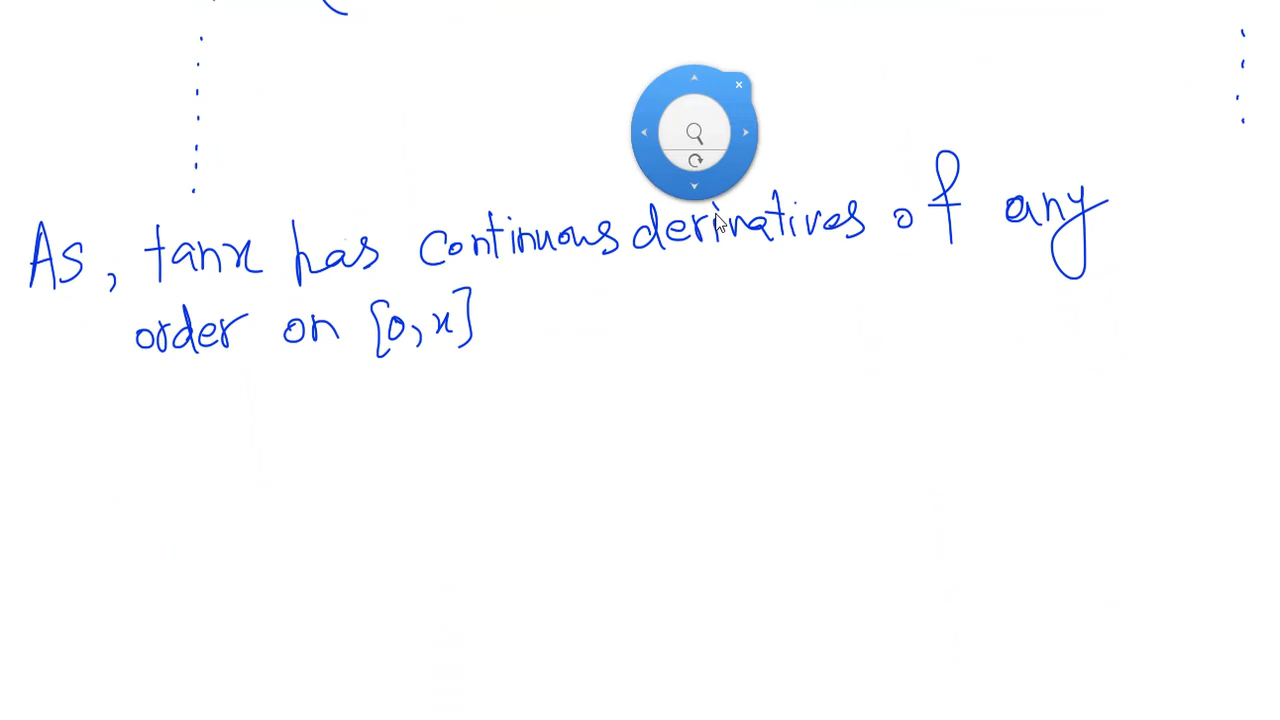 As, tanx has continuous derivatives of any
order on [0,x]